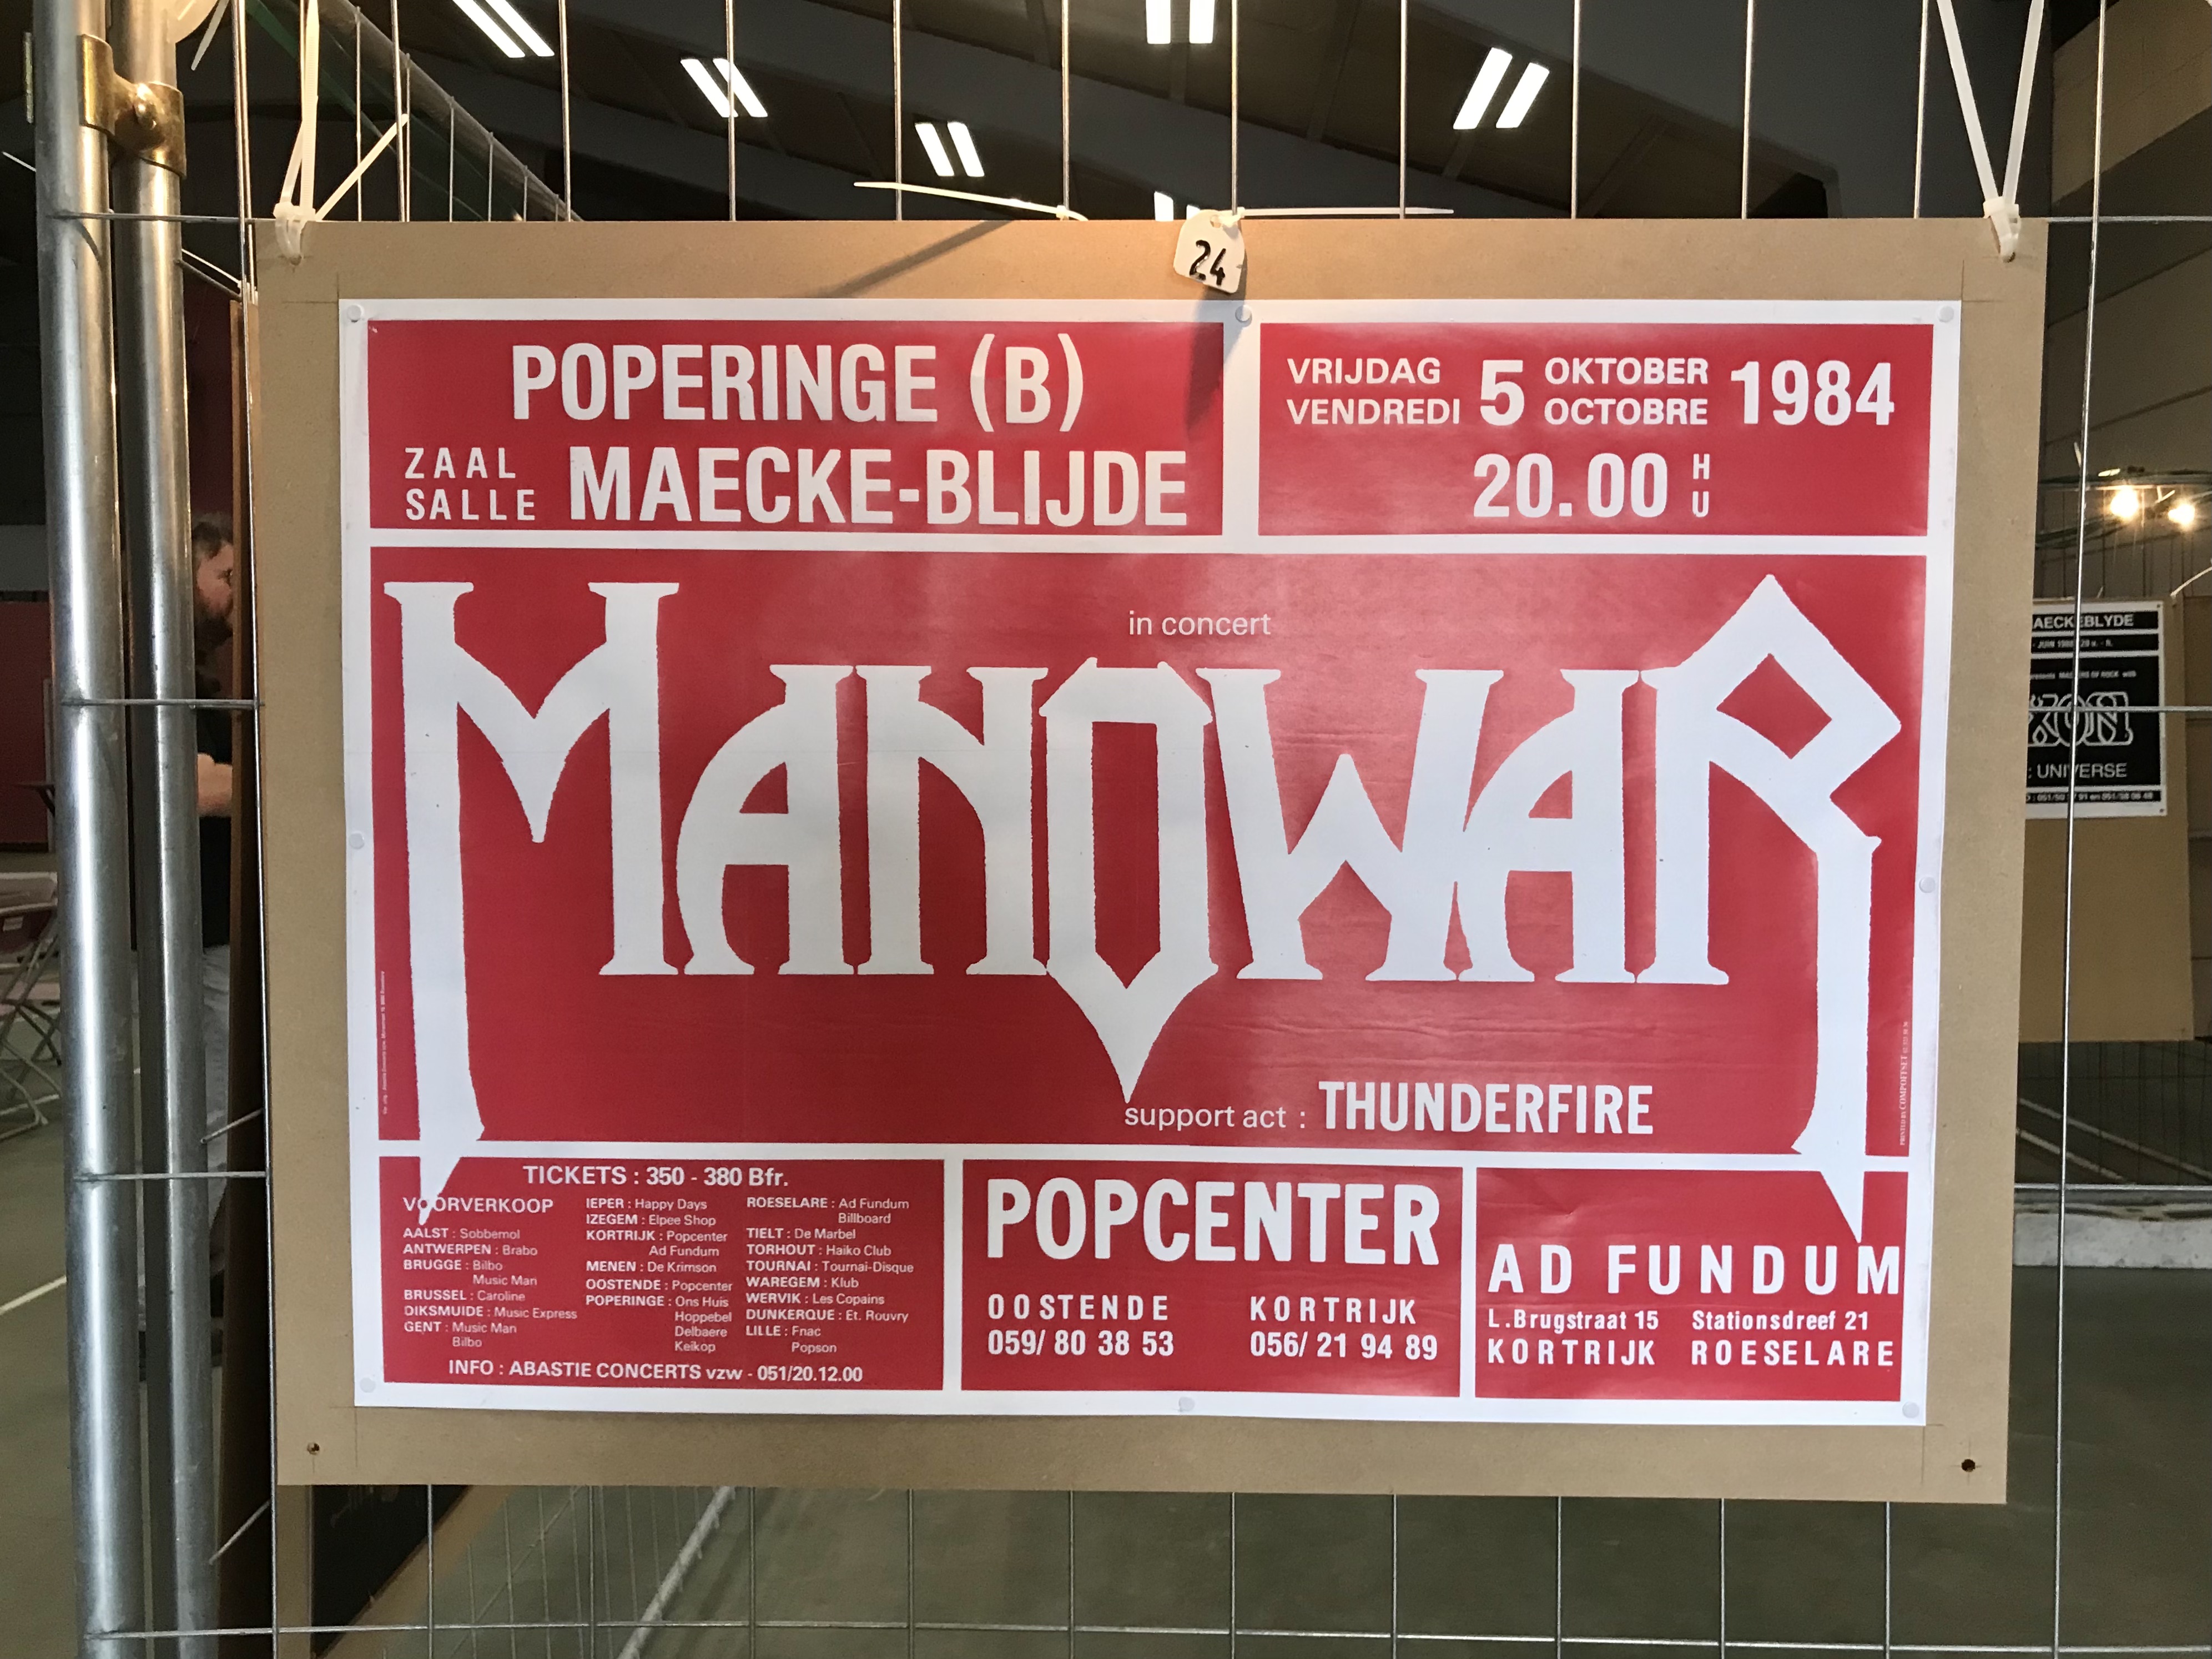 24
POPERINGE (B)
ZAAL
SALLE
MAECKE-BLIJDE
VRIJDAG
VENDREDI
5
OKTOBER
OCTOBRE
1984
20.00 H
U
in concert
MANOWAR
support act : THUNDERFIRE
TICKETS : 350 - 380 Bfr.
VOORVERKOOP
AALST : Sobbemol
ANTWERPEN : Brabo
BRUGGE : Bilbo
Music Man
BRUSSEL : Caroline
DIKSMUIDE : Music Express
GENT : Music Man
Bilbo
IEPER : Happy Days
IZEGEM : Elpee Shop
KORTRIJK : Popcenter
Ad Fundum
MENEN : De Krimson
OOSTENDE : Popcenter
POPERINGE : Ons Huis
Hoppebel
Delbaere
Keikop
ROESELARE : Ad Fundum
Billboard
TIELT : De Marbel
TORHOUT : Haiko Club
TOURNAI : Tournai-Disque
WAREGEM : Klub
WERVIK : Les Copains
DUNKERQUE : Et. Rouvry
LILLE : Fnac
Popson
INFO : ABASTIE CONCERTS vzw - 051/20.12.00
POPCENTER
OOSTENDE
059/ 80 38 53
KORTRIJK
056/ 21 94 89
AD FUNDUM
L.Brugstraat 15
KORTRIJK
Stationsdreef 21
ROESELARE
AECKEBLYDE
MASTERS OF ROCK with
XON
: UNIVERSE